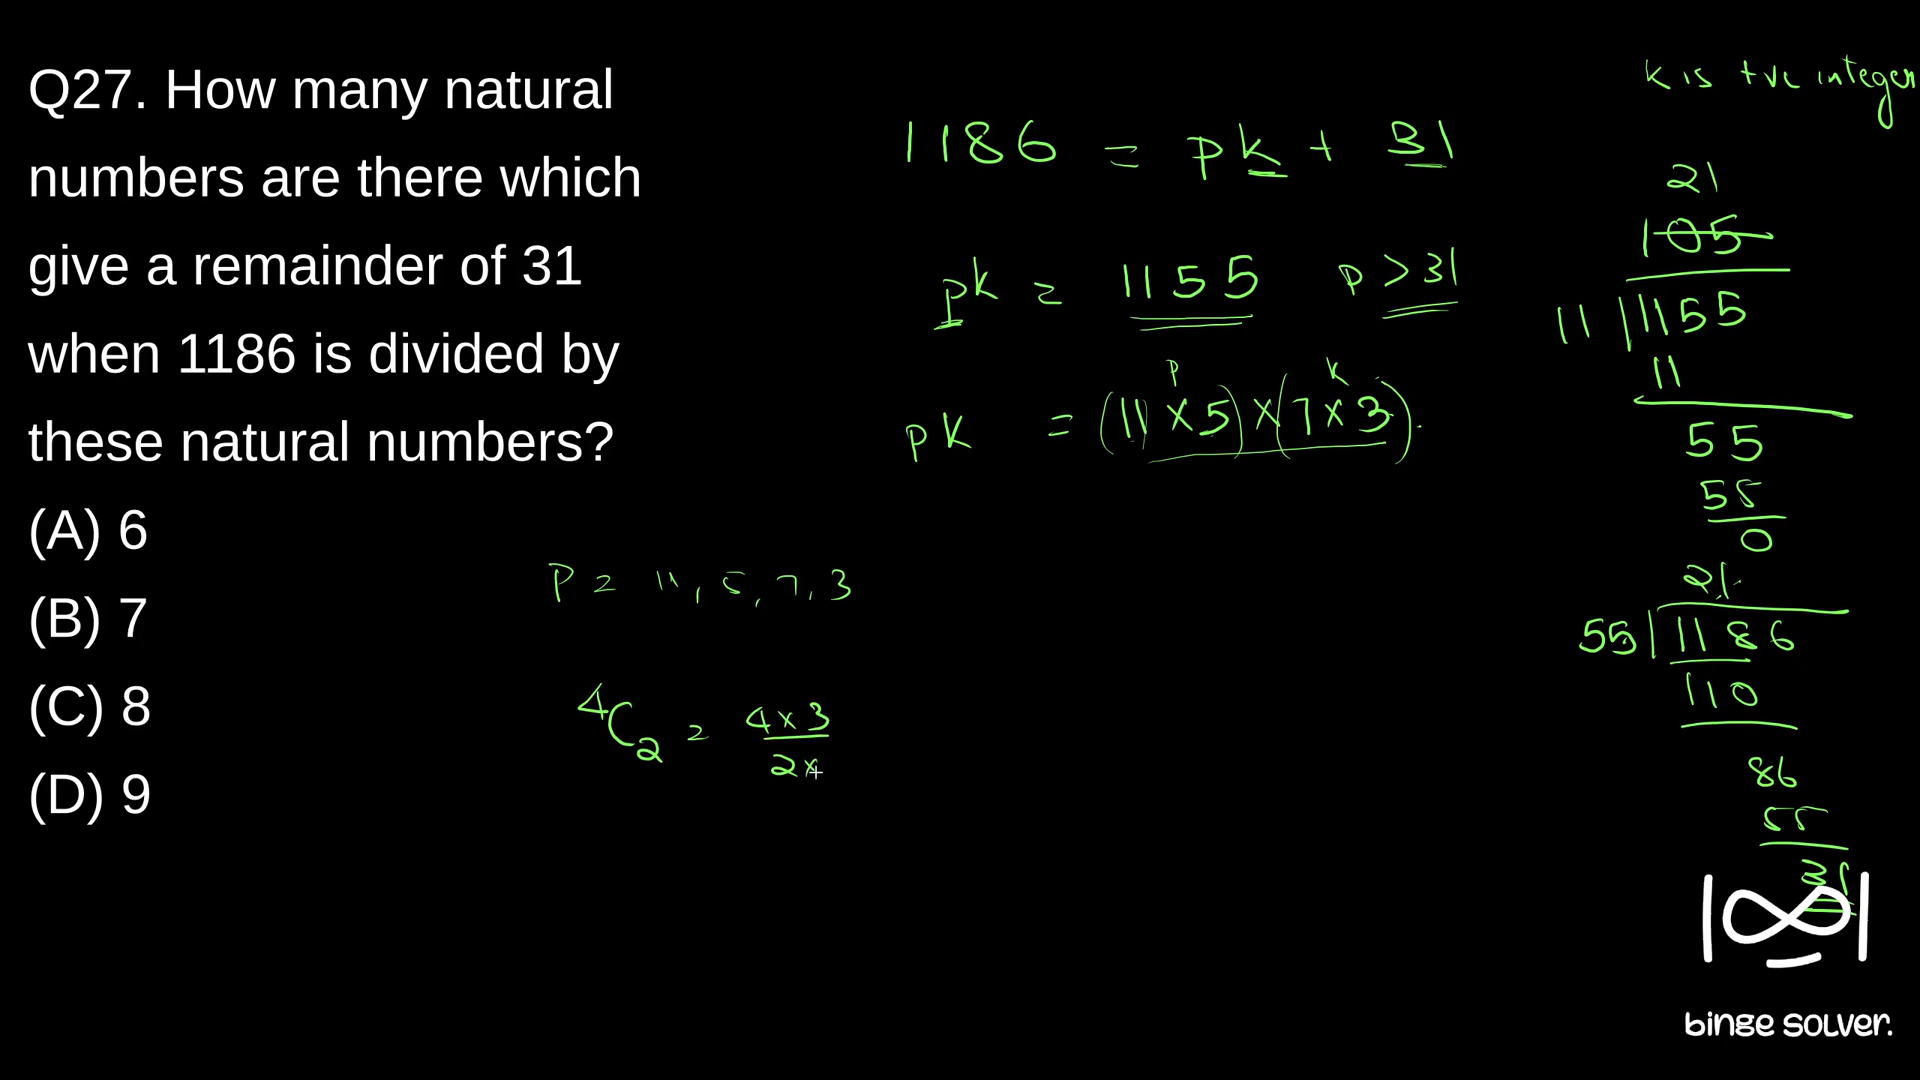 Q27. How many natural
numbers are there which
give a remainder of 31
when 1186 is divided by
these natural numbers?
(A) 6
(B) 7
(C) 8
(D) 9
k is +ve integer
1186 = pk + 31
pk = 1155 p > 31
p k
pk = (11 x 5) x (7 x 3).
P = 11, 5, 7, 3
4C2 = 4 x 3
2 x
21
105
11 1155
11
55
55
0
21
55 1186
110
86
55
31
binge solver.